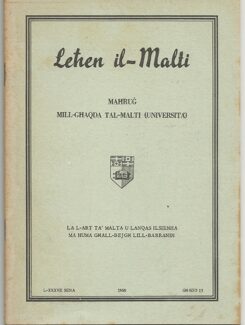 Leħen il-Malti
MAĦRUĠ
MILL-GĦAQDA TAL-MALTI (UNIVERSITÀ)
LA L-ART TA' MALTA U LANQAS ILSIENHA
MA HUMA GĦALL-BEJGĦ LILL-BARRANIN
SENA